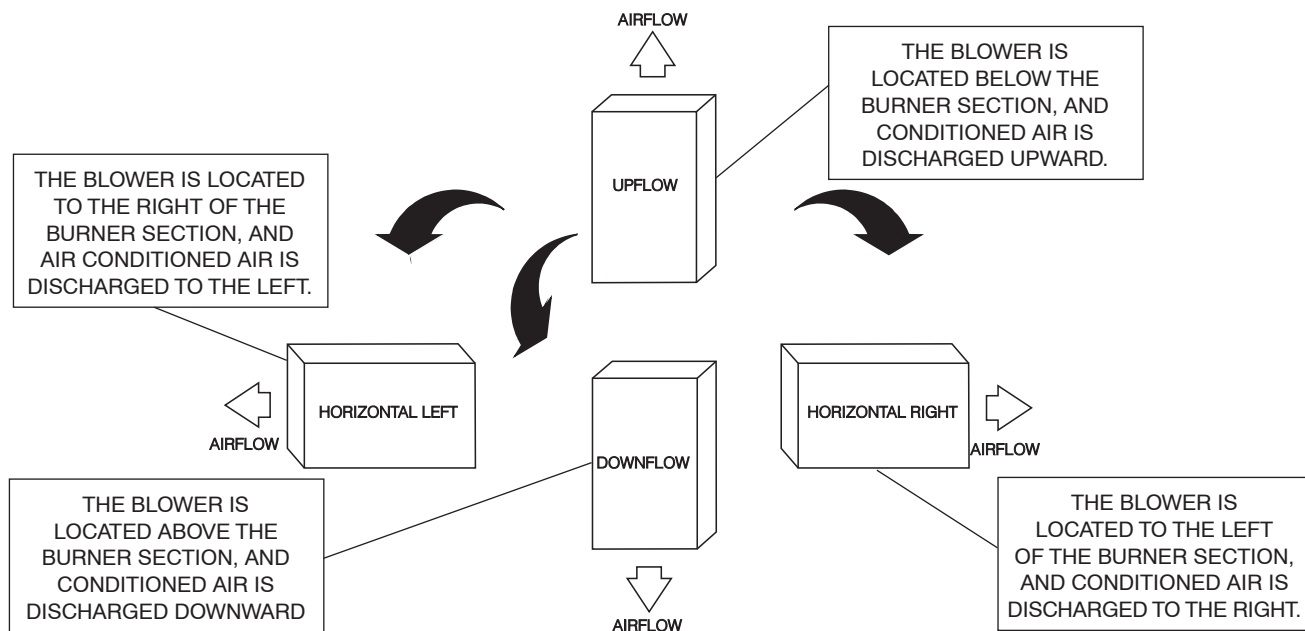 AIRFLOW
THE BLOWER IS
LOCATED BELOW THE
BURNER SECTION, AND
CONDITIONED AIR IS
DISCHARGED UPWARD.
UPFLOW
THE BLOWER IS LOCATED
TO THE RIGHT OF THE
BURNER SECTION, AND
AIR CONDITIONED AIR IS
DISCHARGED TO THE LEFT.
HORIZONTAL LEFT
AIRFLOW
DOWNFLOW
HORIZONTAL RIGHT
AIRFLOW
THE BLOWER IS
LOCATED ABOVE THE
BURNER SECTION, AND
CONDITIONED AIR IS
DISCHARGED DOWNWARD
AIRFLOW
THE BLOWER IS
LOCATED TO THE LEFT
OF THE BURNER SECTION,
AND CONDITIONED AIR IS
DISCHARGED TO THE RIGHT.